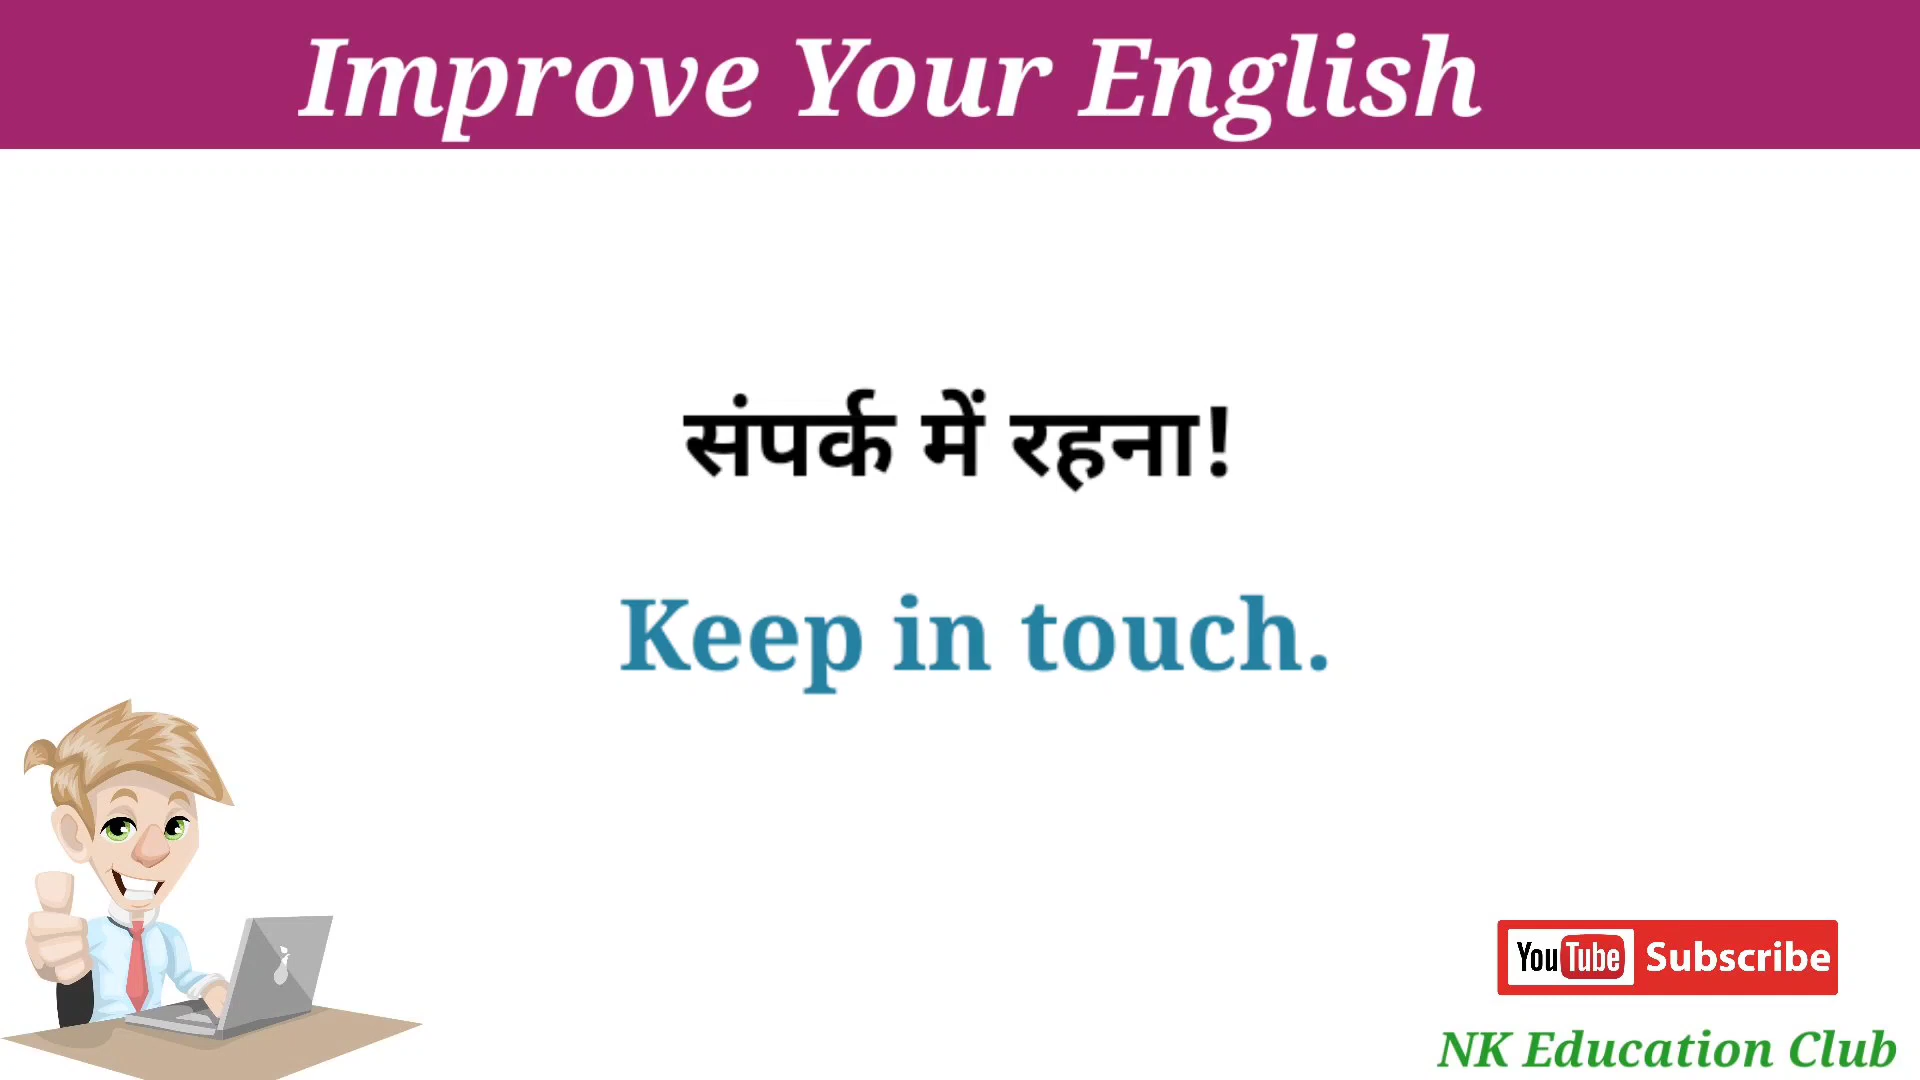 Improve Your English
संपर्क में रहना!
Keep in touch.
YouTube Subscribe
NK Education Club